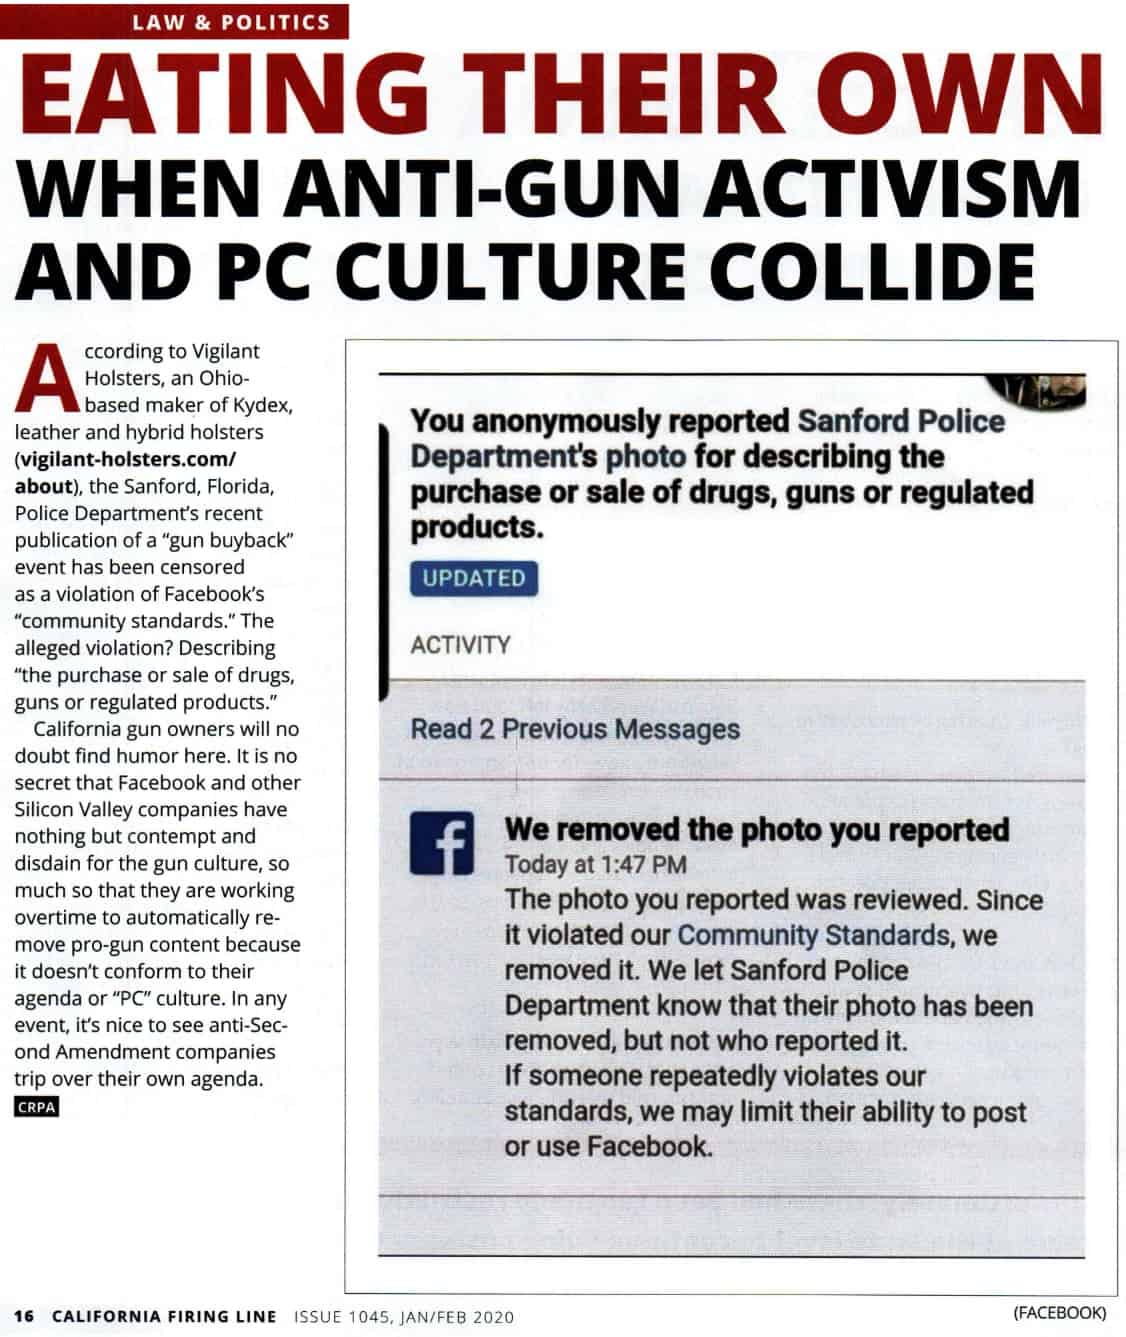 LAW & POLITICS
EATING THEIR OWN
WHEN ANTI-GUN ACTIVISM
AND PC CULTURE COLLIDE
According to Vigilant
Holsters, an Ohio-
based maker of Kydex,
leather and hybrid holsters
(vigilant-holsters.com/
about), the Sanford, Florida,
Police Department's recent
publication of a “gun buyback”
event has been censored
as a violation of Facebook's
“community standards.” The
alleged violation? Describing
“the purchase or sale of drugs,
guns or regulated products.”
California gun owners will no
doubt find humor here. It is no
secret that Facebook and other
Silicon Valley companies have
nothing but contempt and
disdain for the gun culture, so
much so that they are working
overtime to automatically re-
move pro-gun content because
it doesn't conform to their
agenda or “PC” culture. In any
event, it's nice to see anti-Sec-
ond Amendment companies
trip over their own agenda.
CRPA
You anonymously reported Sanford Police
Department's photo for describing the
purchase or sale of drugs, guns or regulated
products.
UPDATED
ACTIVITY
Read 2 Previous Messages
f
We removed the photo you reported
Today at 1:47 PM
The photo you reported was reviewed. Since
it violated our Community Standards, we
removed it. We let Sanford Police
Department know that their photo has been
removed, but not who reported it.
If someone repeatedly violates our
standards, we may limit their ability to post
or use Facebook.
(FACEBOOK)
16 CALIFORNIA FIRING LINE ISSUE 1045, JAN/FEB 2020